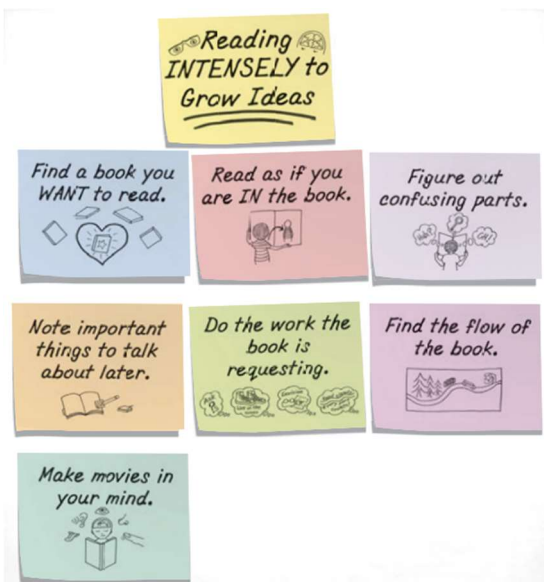 Reading
INTENSELY to
Grow Ideas
Find a book you
WANT to read.
Read as if you
are IN the book.
Figure out
confusing parts.
Note important
things to talk
about later.
Do the work the
book is
requesting.
Find the flow of
the book.
Make movies in
your mind.